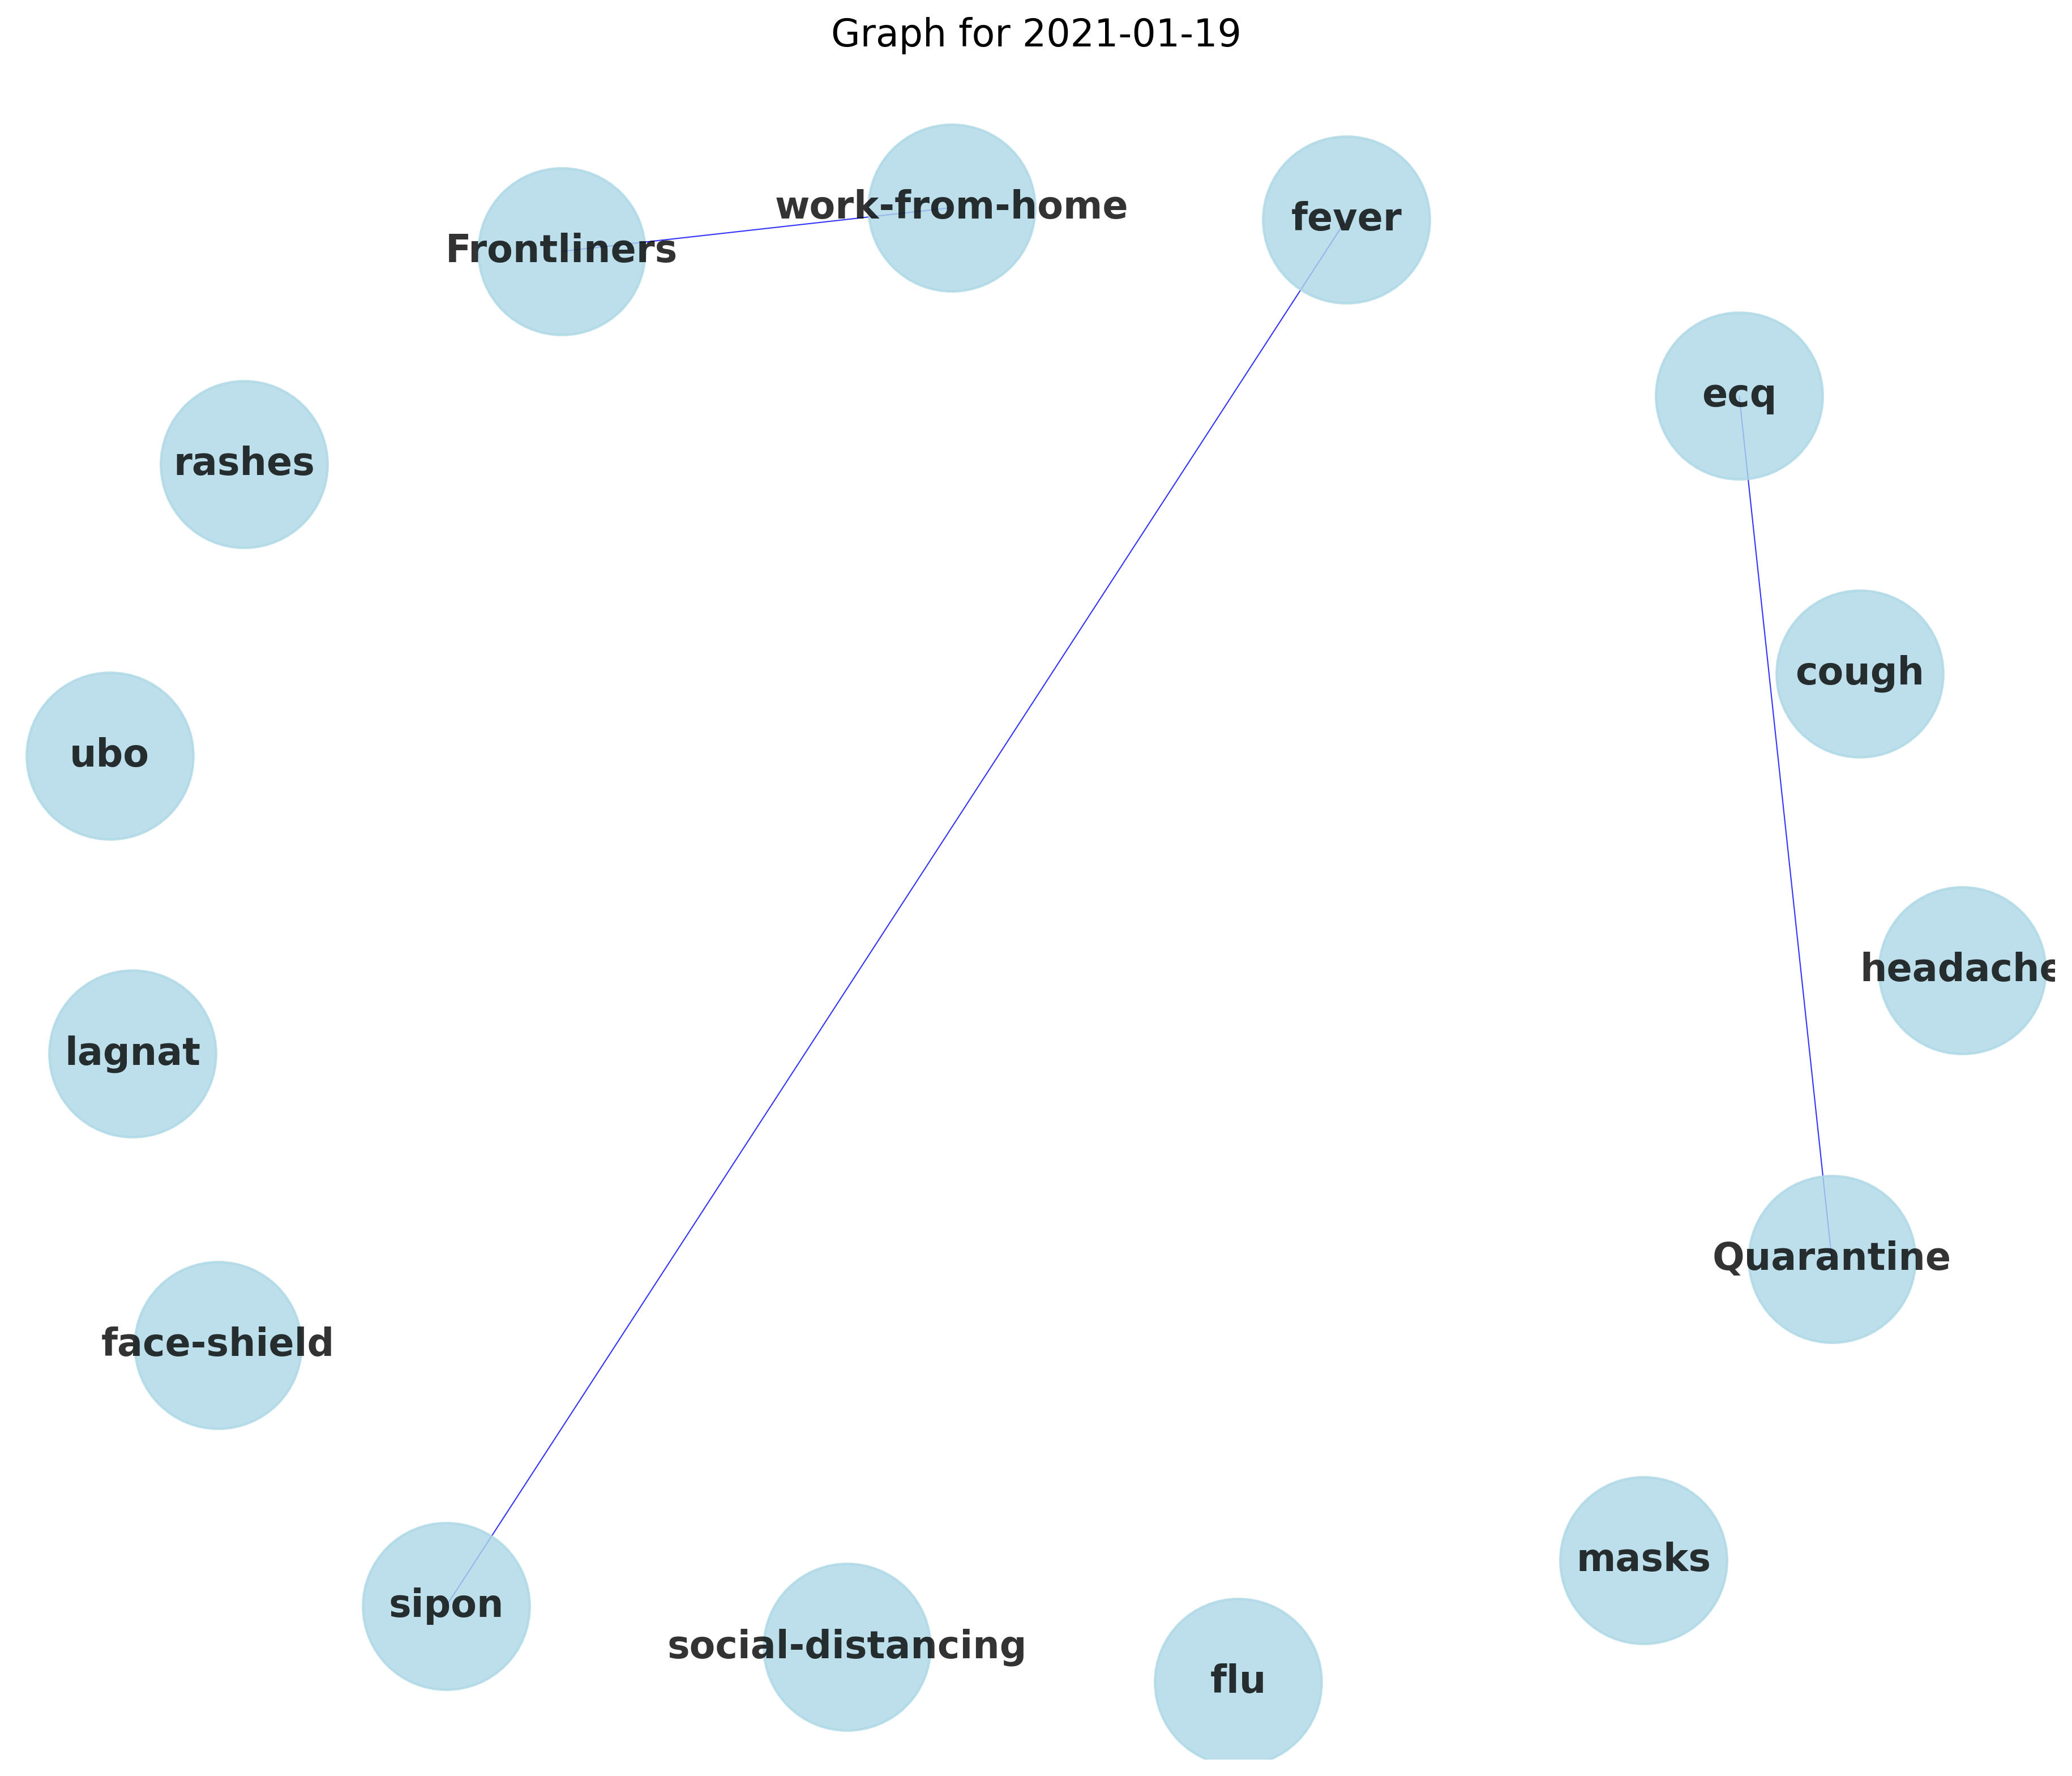 Graph for 2021-01-19
work-from-home
fever
Frontliners
ecq
rashes
cough
ubo
headache
lagnat
Quarantine
face-shield
masks
sipon
social-distancing
flu